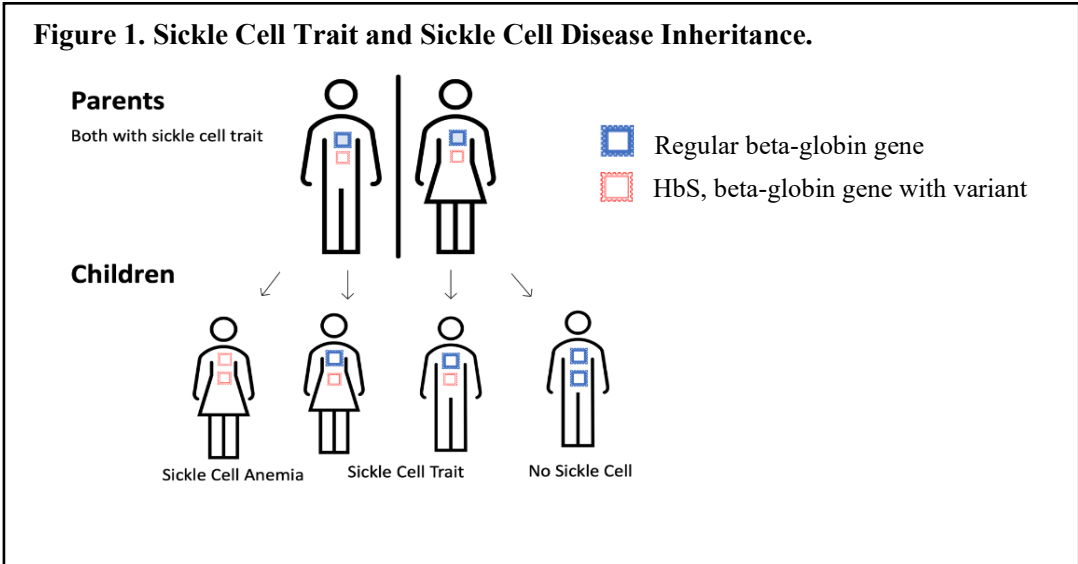 Figure 1. Sickle Cell Trait and Sickle Cell Disease Inheritance.
Parents
Both with sickle cell trait
Regular beta-globin gene
HbS, beta-globin gene with variant
Children
Sickle Cell Anemia
Sickle Cell Trait
No Sickle Cell